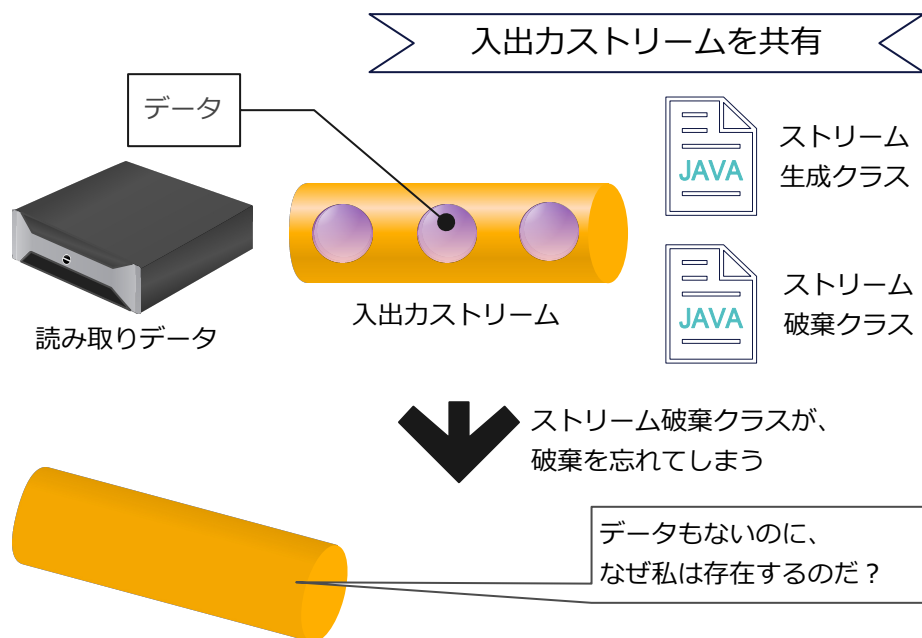 入出力ストリームを共有
データ
ストリーム
生成クラス
JAVA
読み取りデータ
入出力ストリーム
ストリーム
破棄クラス
JAVA
ストリーム破棄クラスが、
破棄を忘れてしまう
データもないのに、
なぜ私は存在するのだ？